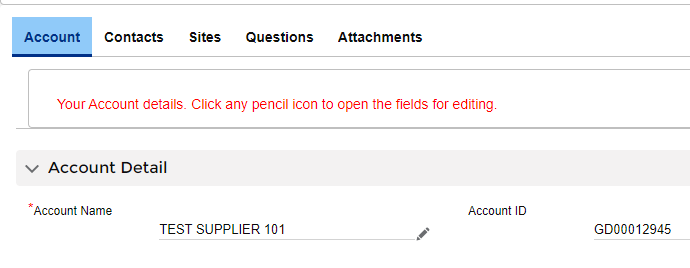 Account Contacts Sites Questions Attachments
Your Account details. Click any pencil icon to open the fields for editing.
Account Detail
*Account Name Account ID
TEST SUPPLIER 101 GD00012945